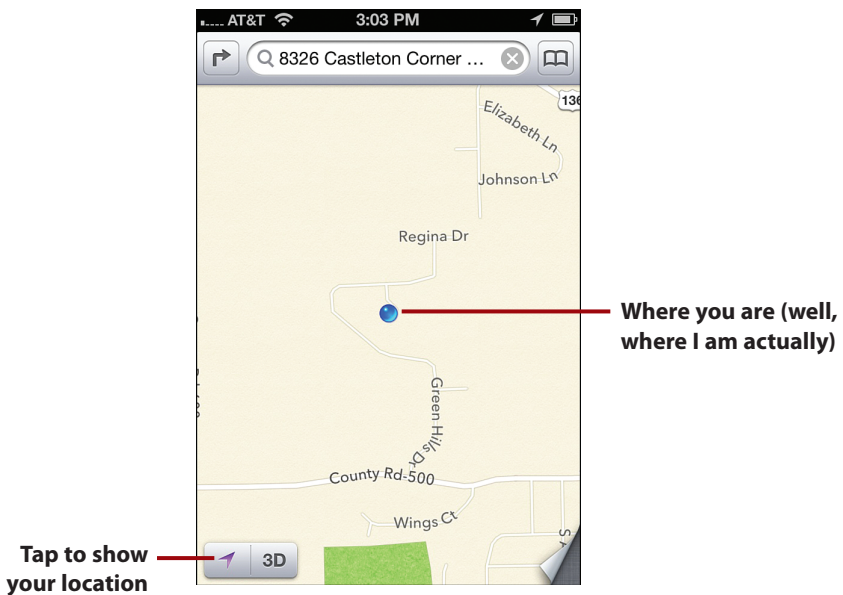 AT&T 3:03 PM
8326 Castleton Corner ...
136
Elizabeth Ln
Johnson Ln
Regina Dr
Where you are (well,
where I am actually)
Green Hills Dr
County Rd-500
Wings Ct
Tap to show
your location
3D